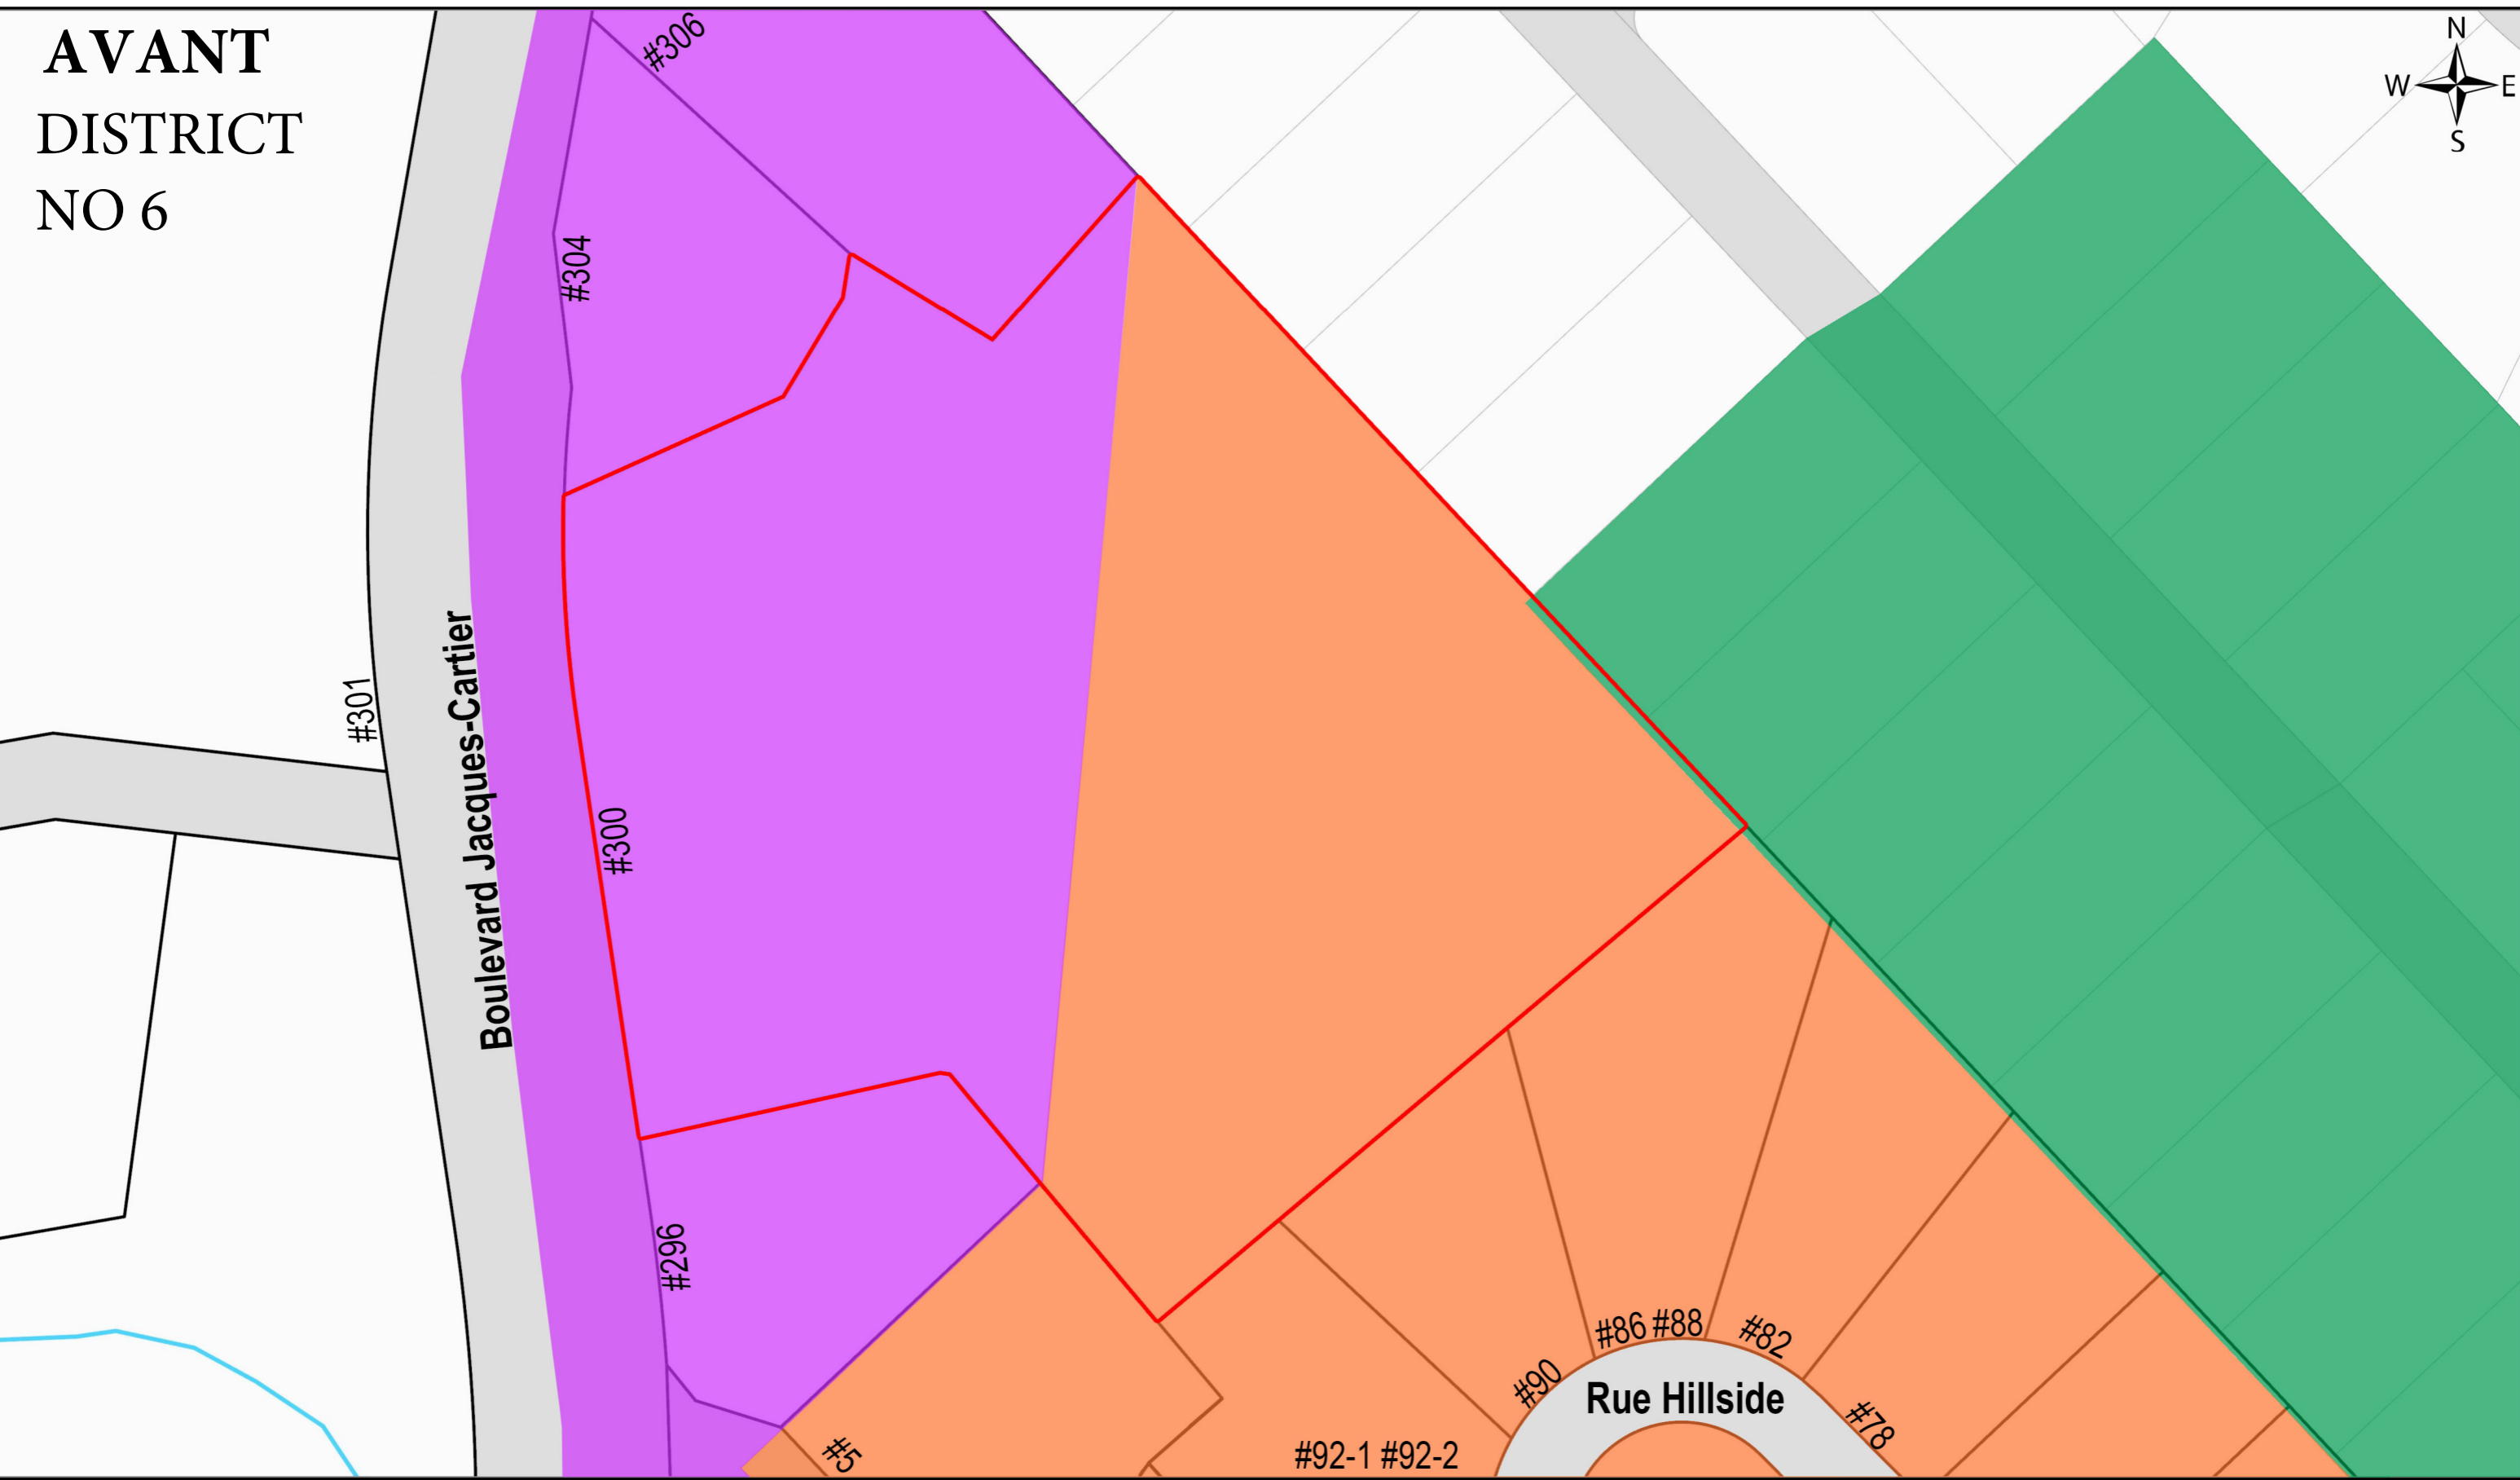 AVANT
DISTRICT
NO 6
N
W E
S
#306
#304
#301
Boulevard Jacques-Cartier
#300
#296
#5
#92-1 #92-2
#90
#86 #88
#82
#78
Rue Hillside